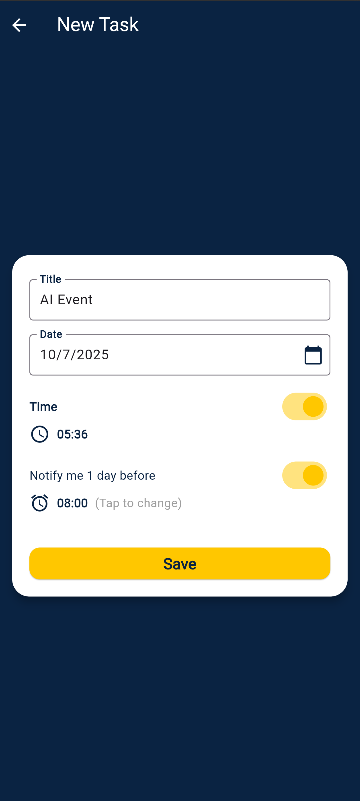 New Task
Title
AI Event
Date
10/7/2025
Time
05:36
Notify me 1 day before
08:00 (Tap to change)
Save